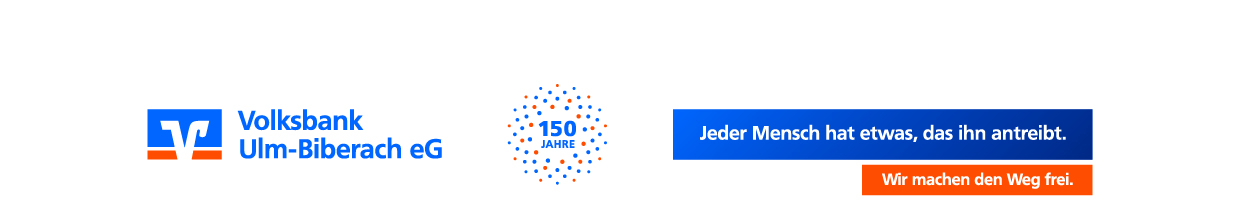 Volksbank
Ulm-Biberach eG
150
JAHRE
Jeder Mensch hat etwas, das ihn antreibt.
Wir machen den Weg frei.